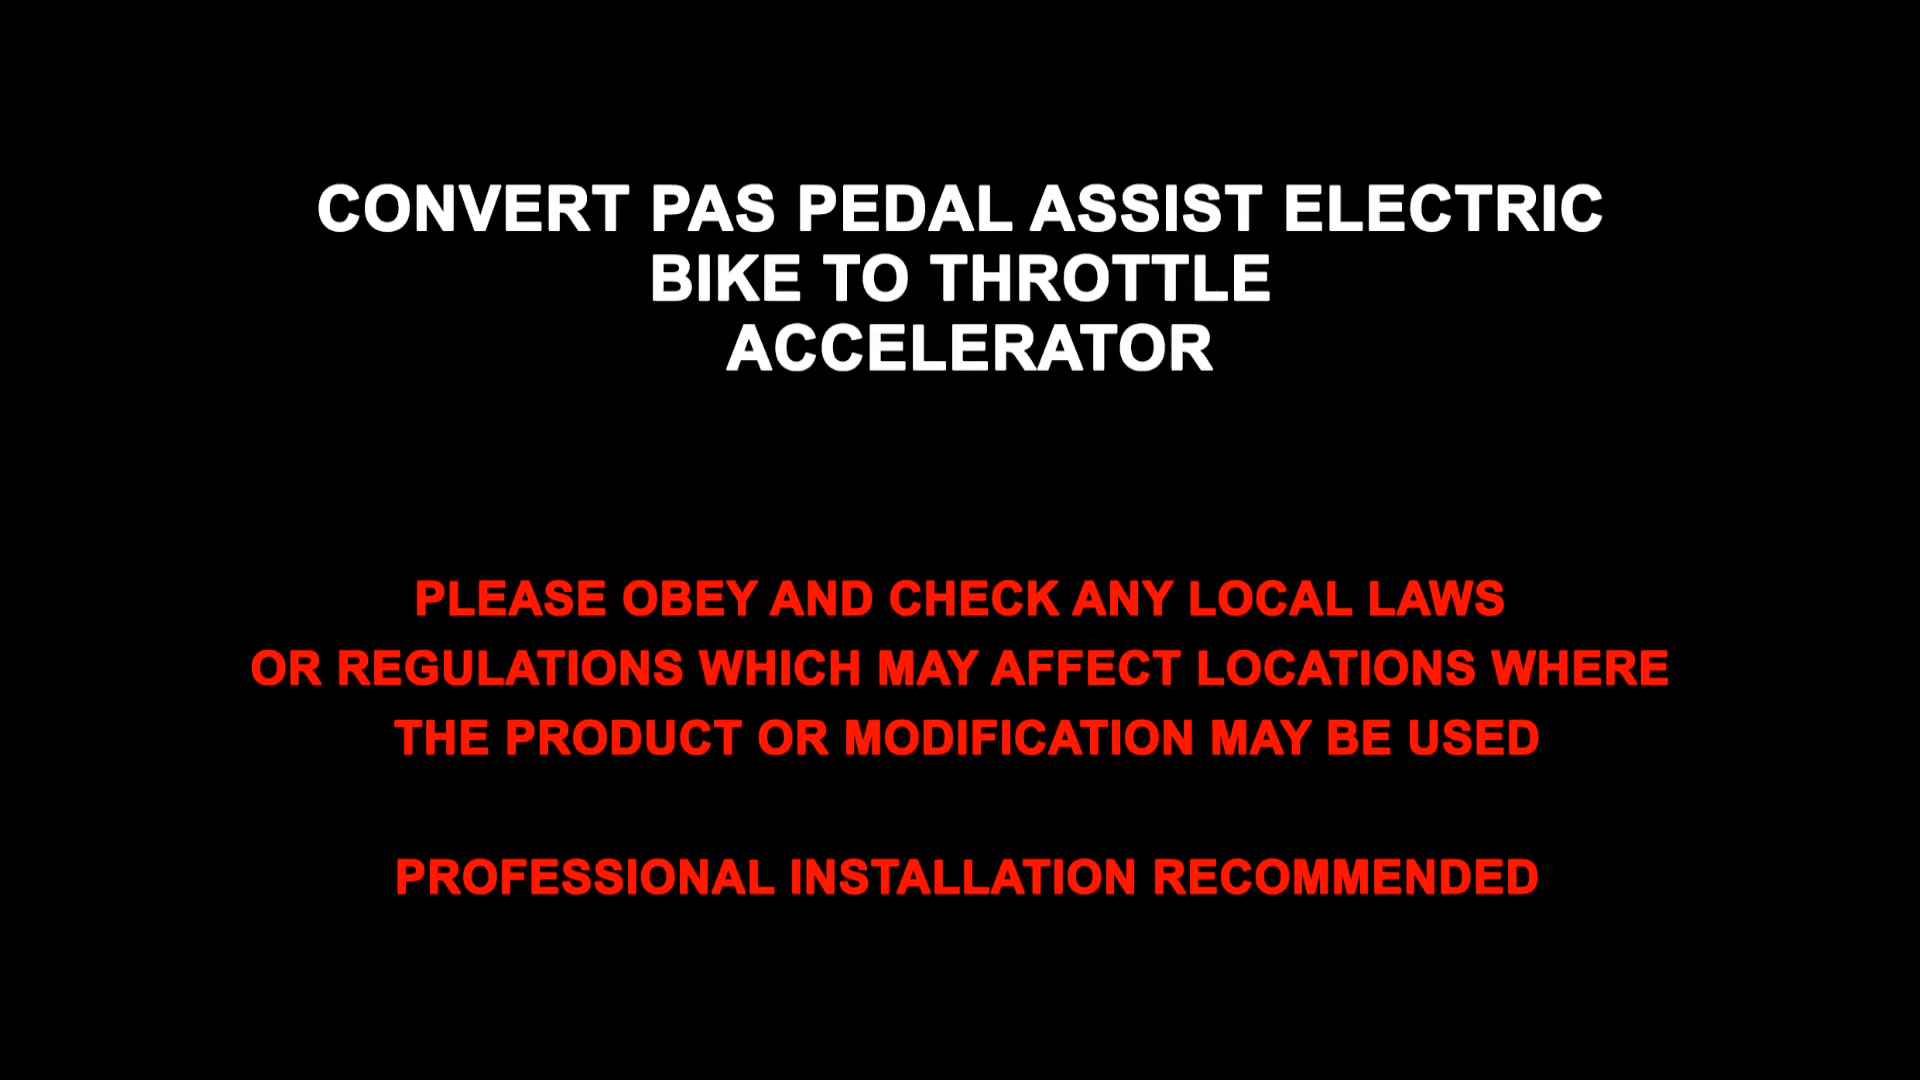 CONVERT PAS PEDAL ASSIST ELECTRIC
BIKE TO THROTTLE
ACCELERATOR
PLEASE OBEY AND CHECK ANY LOCAL LAWS
OR REGULATIONS WHICH MAY AFFECT LOCATIONS WHERE
THE PRODUCT OR MODIFICATION MAY BE USED
PROFESSIONAL INSTALLATION RECOMMENDED